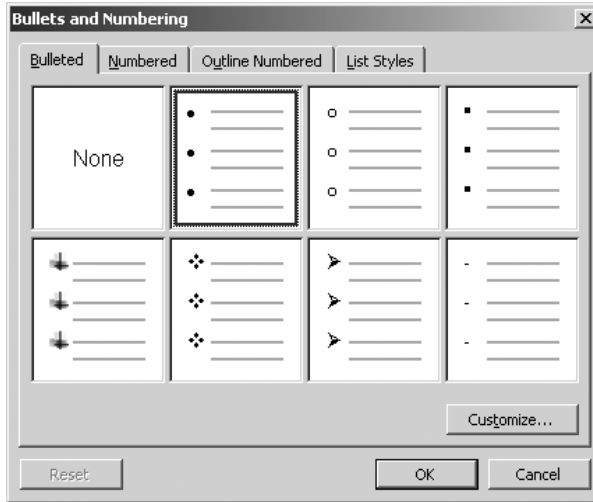 Bullets and Numbering
Bulleted Numbered Outline Numbered List Styles
None
Customize...
Reset OK Cancel